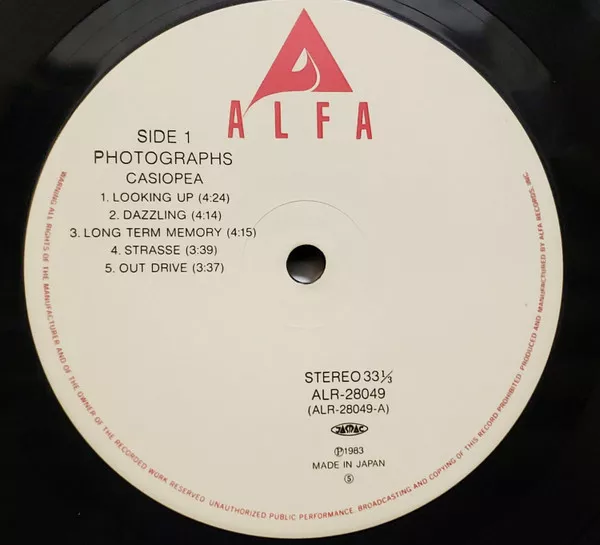 ALFA
SIDE 1
PHOTOGRAPHS
CASIOPEA
1. LOOKING UP (4:24)
2. DAZZLING (4:14)
3. LONG TERM MEMORY (4:15)
4. STRASSE (3:39)
5. OUT DRIVE (3:37)
STEREO 33⅓
ALR-28049
(ALR-28049-A)
JASRAC
Ⓟ1983
MADE IN JAPAN
⑤
WARNING: ALL RIGHTS OF THE MANUFACTURER AND OF THE OWNER OF THE RECORDED WORK RESERVED. UNAUTHORIZED PUBLIC PERFORMANCE, BROADCASTING AND COPYING OF THIS RECORD PROHIBITED. PRODUCED AND MANUFACTURED BY ALFA RECORDS, INC.